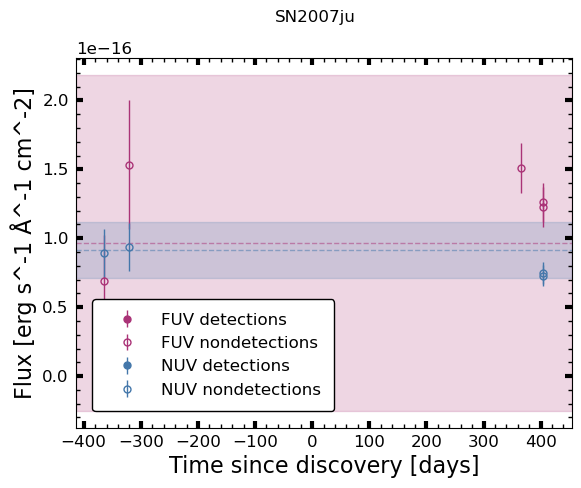 SN2007ju
1e−16
2.0
1.5
1.0
0.5
0.0
Flux [erg s^-1 Å^-1 cm^-2]
FUV detections
FUV nondetections
NUV detections
NUV nondetections
−400 −300 −200 −100 0 100 200 300 400
Time since discovery [days]